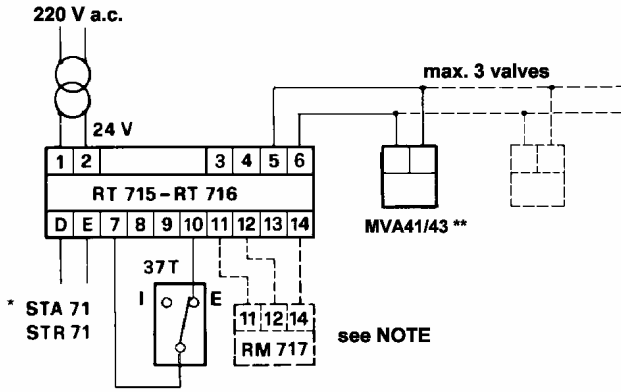 220 V a.c.
max. 3 valves
24 V
1 2 3 4 5 6
RT 715–RT 716
D E 7 8 9 10 11 12 13 14
MVA41/43 **
37T
I E
* STA 71
STR 71
11 12 14
RM 717
see NOTE